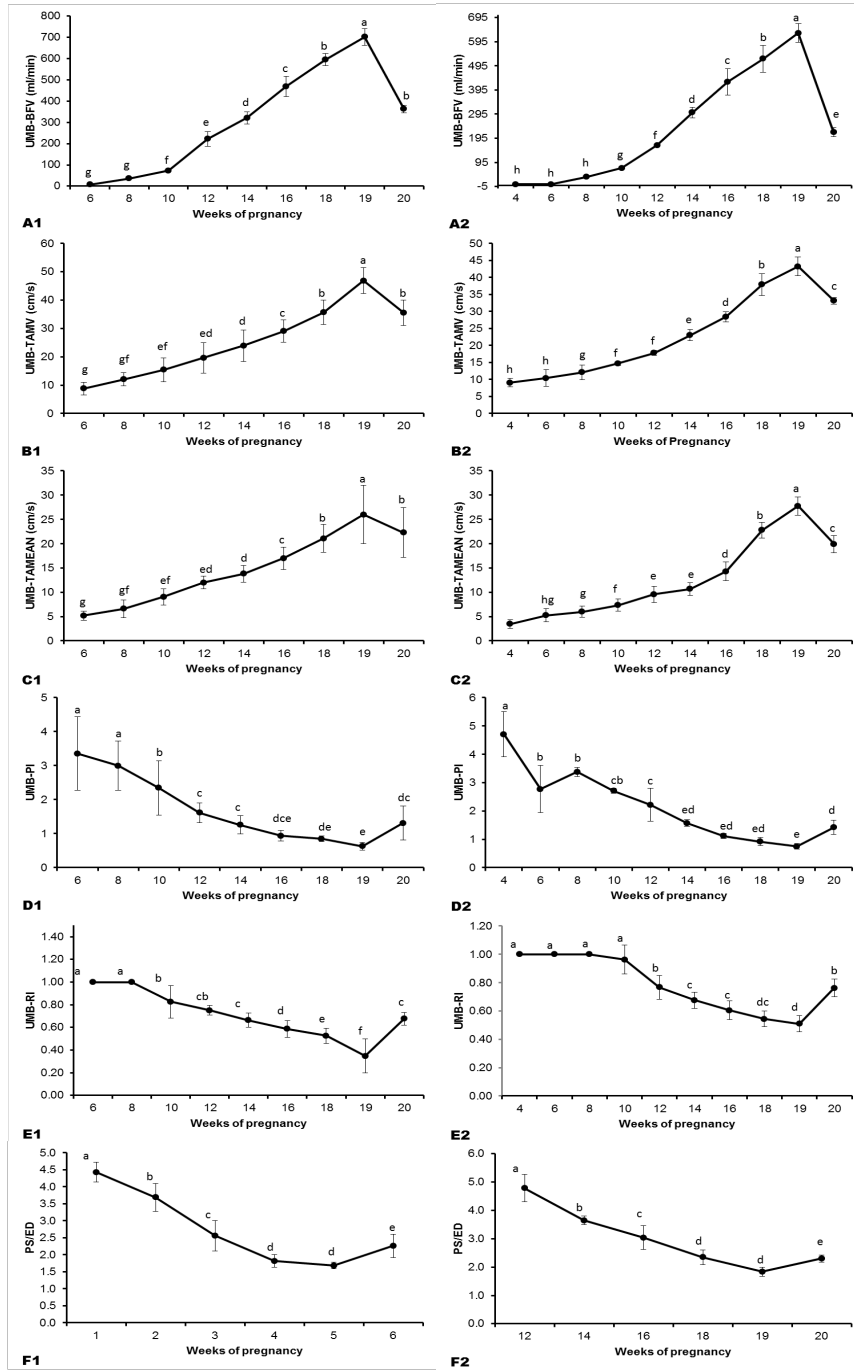 UMB-BFV (ml/min)
800
700
600
500
400
300
200
100
0
g g f e d c b a b
6 8 10 12 14 16 18 19 20
Weeks of prgnancy
A1
UMB-BFV (ml/min)
695
595
495
395
295
195
95
-5
h h h g f d c b a e
4 6 8 10 12 14 16 18 19 20
Weeks of pregnancy
A2
UMB-TAMV (cm/s)
60
50
40
30
20
10
0
g gf ef ed d c b a b
6 8 10 12 14 16 18 19 20
Weeks of pregnancy
B1
UMB-TAMV (cm/s)
50
45
40
35
30
25
20
15
10
5
0
h h g f f e d b a c
4 6 8 10 12 14 16 18 19 20
Weeks of Pregnancy
B2
UMB-TAMEAN (cm/s)
35
30
25
20
15
10
5
0
g gf ef ed d c b a b
6 8 10 12 14 16 18 19 20
Weeks of pregnancy
C1
UMB-TAMEAN (cm/s)
35
30
25
20
15
10
5
0
hg g f e e d b a c
4 6 8 10 12 14 16 18 19 20
Weeks of pregnancy
C2
UMB-PI
5
4
3
2
1
0
a a b c c dce de e dc
6 8 10 12 14 16 18 19 20
Weeks of pregnancy
D1
UMB-PI
6
5
4
3
2
1
0
a b b cb c ed ed ed e d
4 6 8 10 12 14 16 18 19 20
Weeks of pregnancy
D2
UMB-RI
1.40
1.20
1.00
0.80
0.60
0.40
0.20
0.00
a a b cb c d e f c
6 8 10 12 14 16 18 19 20
Weeks of pregnancy
E1
UMB-RI
1.20
1.00
0.80
0.60
0.40
0.20
0.00
a a a a b c c dc d b
4 6 8 10 12 14 16 18 19 20
Weeks of pregnancy
E2
PS/ED
5.0
4.5
4.0
3.5
3.0
2.5
2.0
1.5
1.0
0.5
0.0
a b c d d e
1 2 3 4 5 6
Weeks of pregnancy
F1
PS/ED
6.0
5.0
4.0
3.0
2.0
1.0
0.0
a b c d d e
12 14 16 18 19 20
Weeks of pregnancy
F2